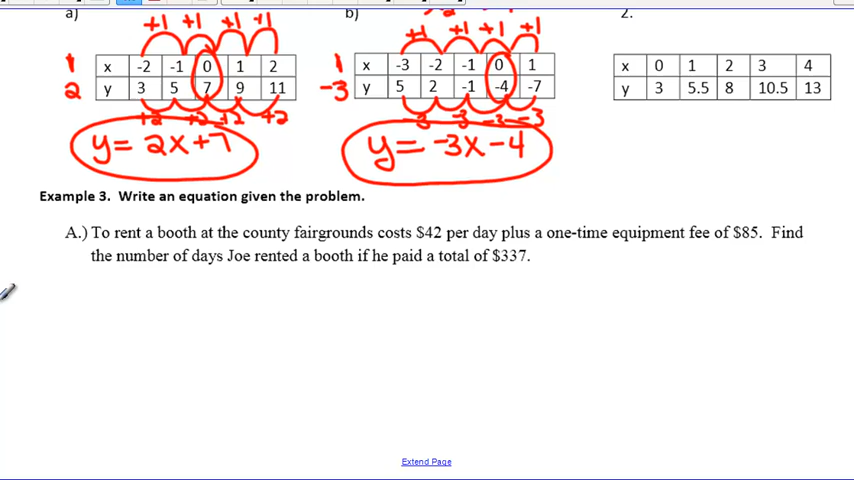 a)
b)
2.
+1 +1 +1 +1
+1 +1 +1 +1
1 x -2 -1 0 1 2
2 y 3 5 7 9 11
+2 +2 +2 +2
y= 2x+7
1 x -3 -2 -1 0 1
-3 y 5 2 -1 -4 -7
-3 -3 -3 -3
y= -3x-4
x 0 1 2 3 4
y 3 5.5 8 10.5 13
Example 3. Write an equation given the problem.
A.) To rent a booth at the county fairgrounds costs $42 per day plus a one-time equipment fee of $85. Find
the number of days Joe rented a booth if he paid a total of $337.
Extend Page